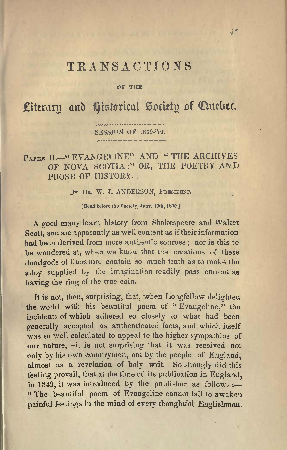 TRANSACTIONS
OF THE
Literary and Historical Society of Quebec.
SESSION OF
PAPER II.—"EVANGELINE" AND "THE ARCHIVES
OF NOVA SCOTIA;" OR, THE POETRY AND
PROSE OF HISTORY.
BY DR. W. J. ANDERSON, PRESIDENT.
[Read before the Society,
A good many learn history from Shakespeare and Walter
Scott, and are apparently as well content as if their information
had been derived from more authentic sources; nor is this to
be wondered at, when we know that the creations of these
demigods of literature contain so much truth as to make the
alloy supplied by the imagination readily pass current as
having the ring of the true coin.
It is not, then, surprising, that, when Longfellow delighted
the world with his beautiful poem of "Evangeline," the
incidents of which adhered so closely to what had been
generally accepted as authenticated facts, and which itself
was so well calculated to appeal to the higher sympathies of
our nature,—it is not surprising that it was received not
only by his own countrymen, but by the people of England,
almost as a revelation of holy writ. So strongly did this
feeling prevail, that at the time of its publication in England,
in 1848, it was introduced by the publisher as follows:—
"The beautiful poem of Evangeline cannot fail to awaken
painful feelings in the mind of every thoughtful Englishman.